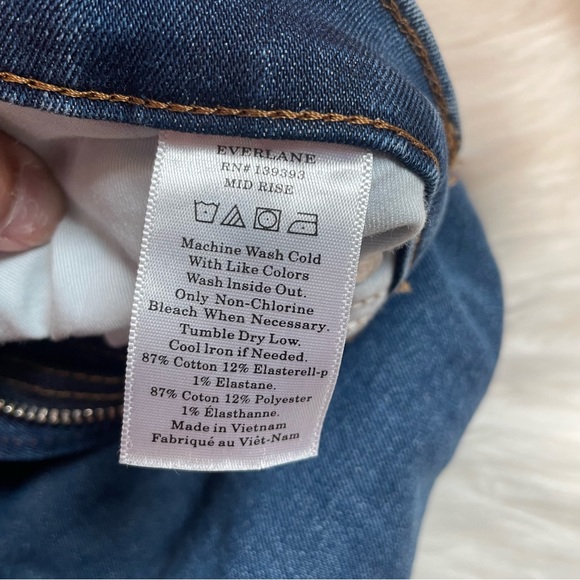 EVERLANE
RN# 139393
MID RISE
Machine Wash Cold
With Like Colors
Wash Inside Out.
Only Non-Chlorine
Bleach When Necessary.
Tumble Dry Low.
Cool Iron if Needed.
87% Cotton 12% Elasterell-p
1% Elastane.
87% Coton 12% Polyester
1% Élasthanne.
Made in Vietnam
Fabriqué au Viêt-Nam